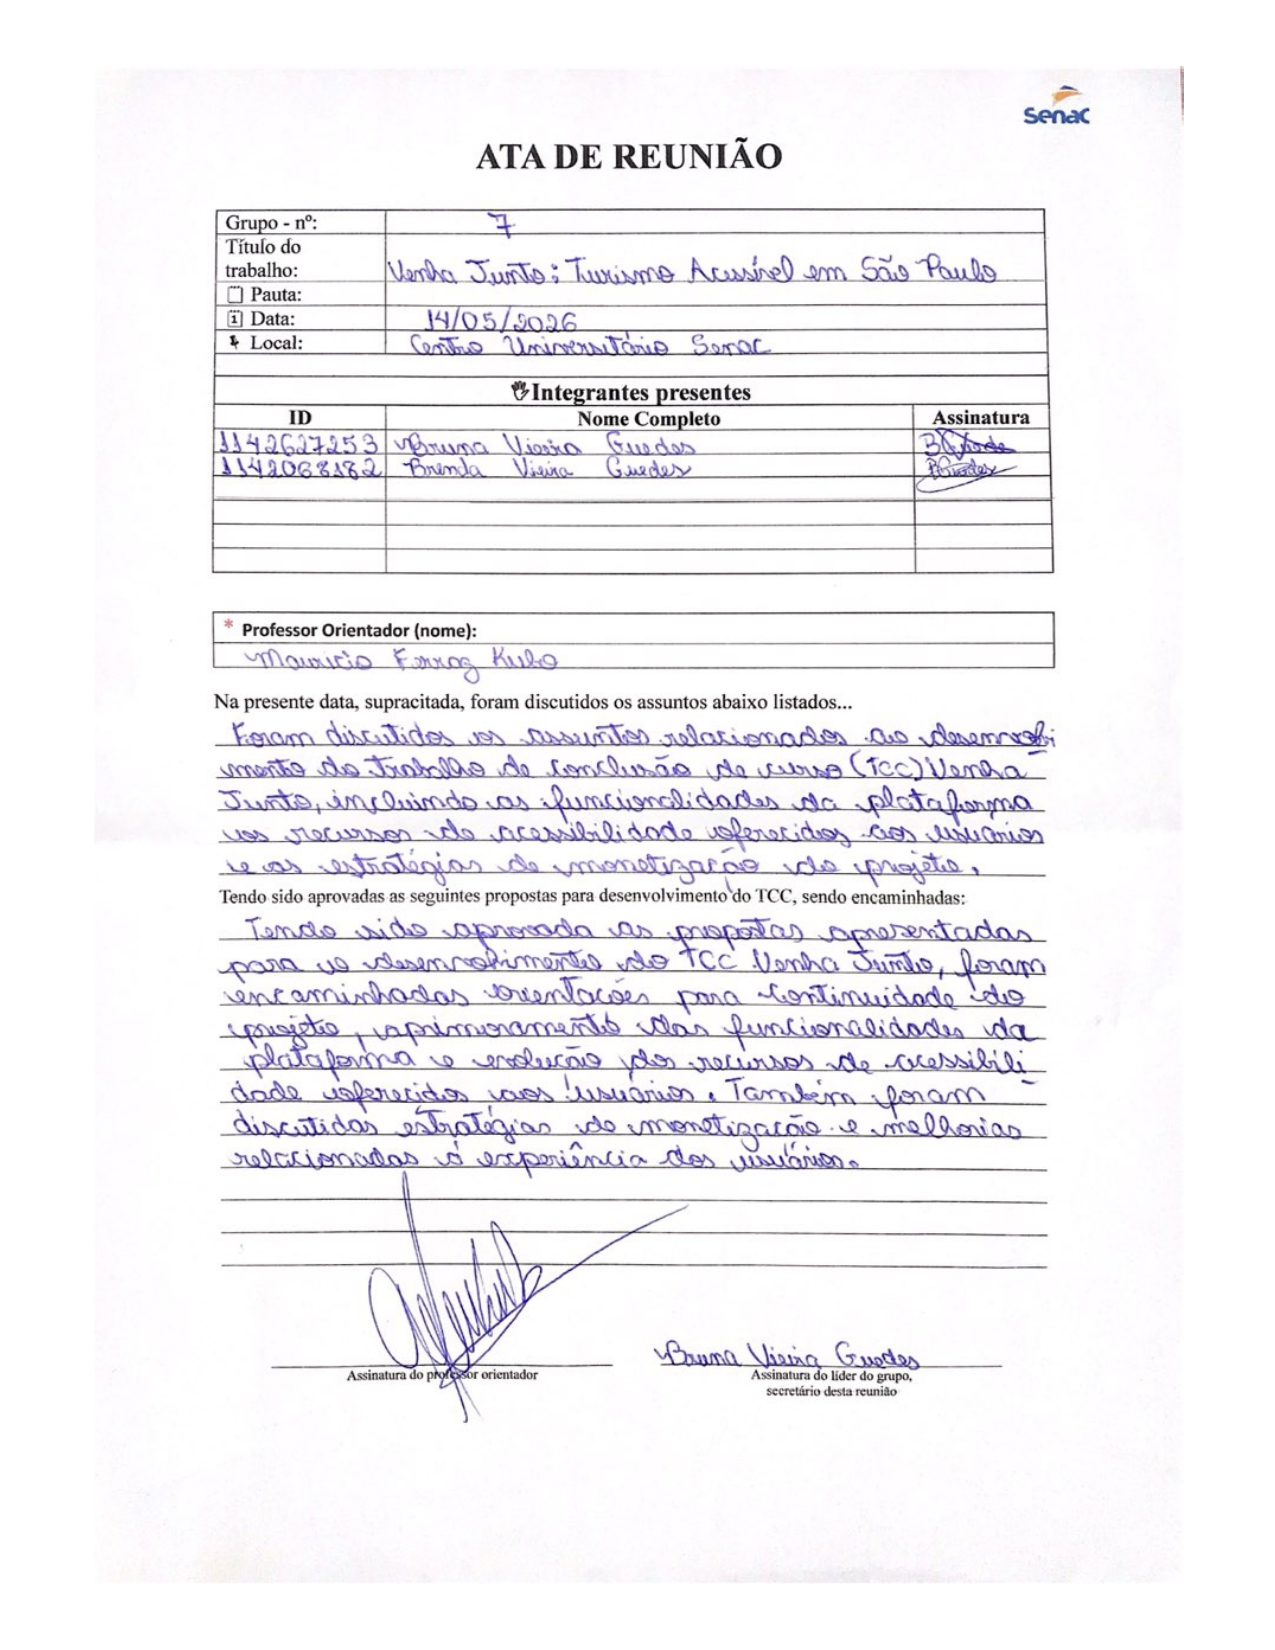 Senac
ATA DE REUNIÃO
Grupo - nº: 7
Título do
trabalho: Venha Junto: Turismo Acessível em São Paulo
Pauta:
Data: 14/05/2026
Local: Centro Universitário Senac
Integrantes presentes
ID Nome Completo Assinatura
1142627253 Bruna Vieira Guedes
1142068182 Brenda Vieira Guedes BGuedes
* Professor Orientador (nome):
Mauricio Ferraz Kubo
Na presente data, supracitada, foram discutidos os assuntos abaixo listados...
Foram discutidos os assuntos relacionados ao desenvolvi
mento do trabalho de conclusão de curso (TCC) Venha
Junto, incluindo as funcionalidades da plataforma
os recursos de acessibilidade oferecidos aos usuários
e as estratégias de monetização do projeto.
Tendo sido aprovadas as seguintes propostas para desenvolvimento do TCC, sendo encaminhadas:
Tendo sido aprovada as propostas apresentadas
para o desenvolvimento do TCC Venha Junto, foram
encaminhadas orientações para continuidade do
projeto, aprimoramento das funcionalidades da
plataforma e evolução dos recursos de acessibili
dade oferecidos aos usuários. Também foram
discutidas estratégias de monetização e melhorias
relacionadas à experiência dos usuários.
Bruna Vieira Guedes
Assinatura do professor orientador
Assinatura do líder do grupo,
secretário desta reunião